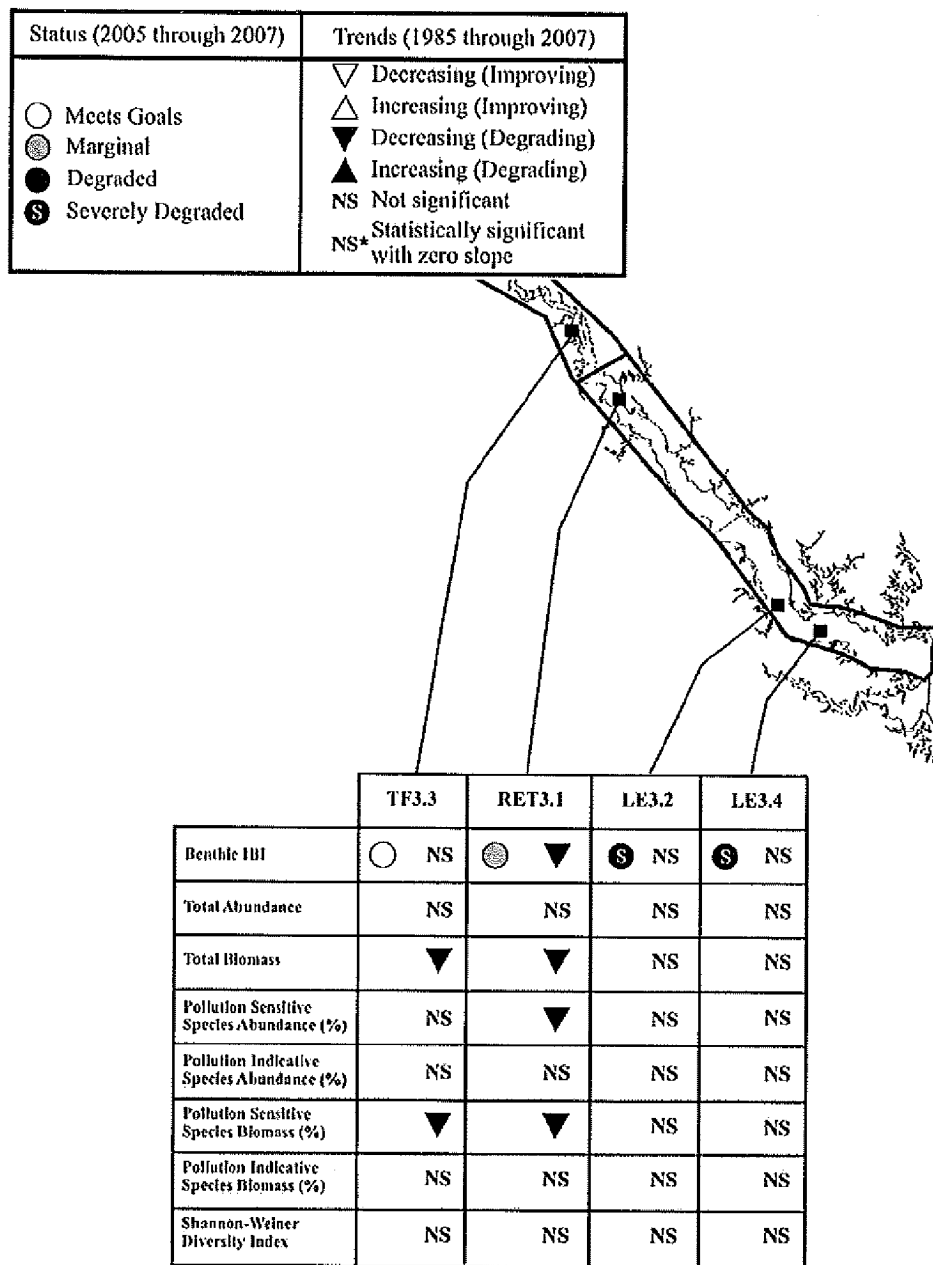 Status (2005 through 2007)
Trends (1985 through 2007)
Meets Goals
Marginal
Degraded
S Severely Degraded
Decreasing (Improving)
Increasing (Improving)
Decreasing (Degrading)
Increasing (Degrading)
NS Not significant
NS* Statistically significant
with zero slope
TF3.3 RET3.1 LE3.2 LE3.4
Benthic IBI NS S NS S NS
Total Abundance NS NS NS NS
Total Biomass NS NS
Pollution Sensitive
Species Abundance (%) NS NS NS
Pollution Indicative
Species Abundance (%) NS NS NS NS
Pollution Sensitive
Species Biomass (%) NS NS
Pollution Indicative
Species Biomass (%) NS NS NS NS
Shannon-Weiner
Diversity Index NS NS NS NS